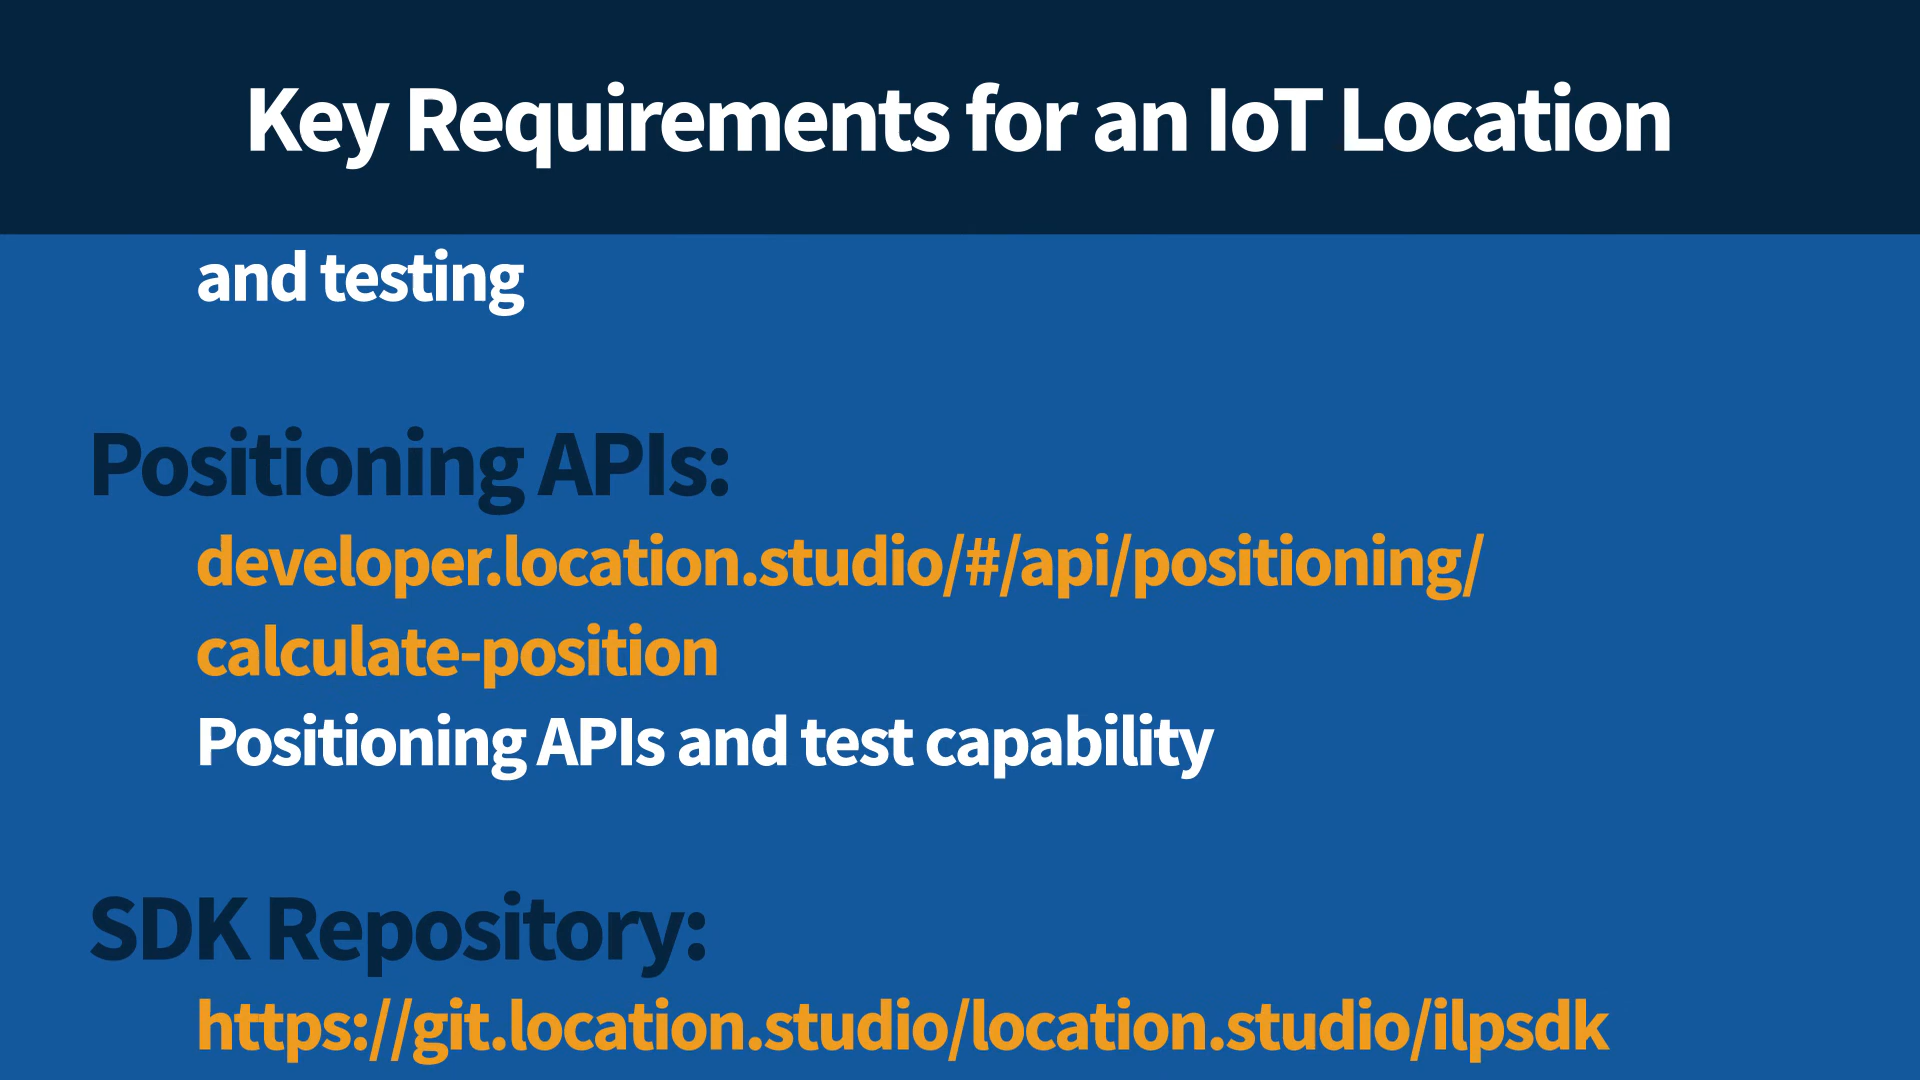 Key Requirements for an IoT Location
and testing
Positioning APIs:
developer.location.studio/#/api/positioning/
calculate-position
Positioning APIs and test capability
SDK Repository:
https://git.location.studio/location.studio/ilpsdk